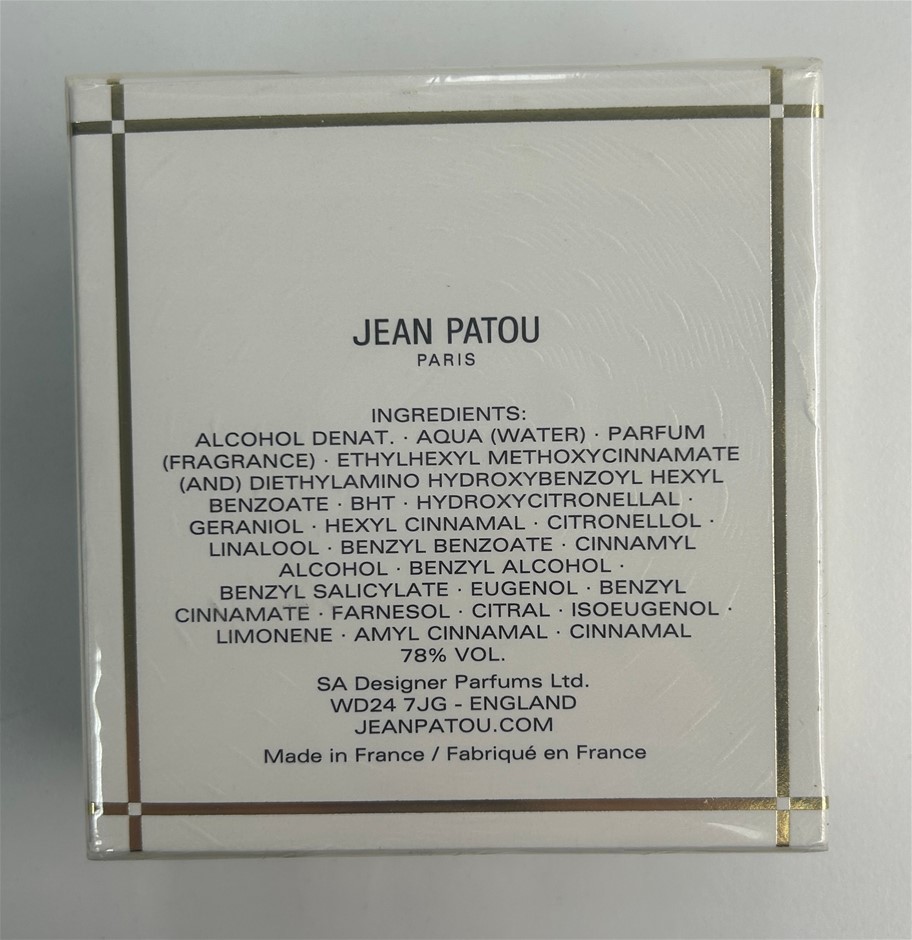 JEAN PATOU
PARIS
INGREDIENTS:
ALCOHOL DENAT. · AQUA (WATER) · PARFUM
(FRAGRANCE) · ETHYLHEXYL METHOXYCINNAMATE
(AND) DIETHYLAMINO HYDROXYBENZOYL HEXYL
BENZOATE · BHT · HYDROXYCITRONELLAL ·
GERANIOL · HEXYL CINNAMAL · CITRONELLOL ·
LINALOOL · BENZYL BENZOATE · CINNAMYL
ALCOHOL · BENZYL ALCOHOL ·
BENZYL SALICYLATE · EUGENOL · BENZYL
CINNAMATE · FARNESOL · CITRAL · ISOEUGENOL ·
LIMONENE · AMYL CINNAMAL · CINNAMAL
78% VOL.
SA Designer Parfums Ltd.
WD24 7JG - ENGLAND
JEANPATOU.COM
Made in France / Fabriqué en France